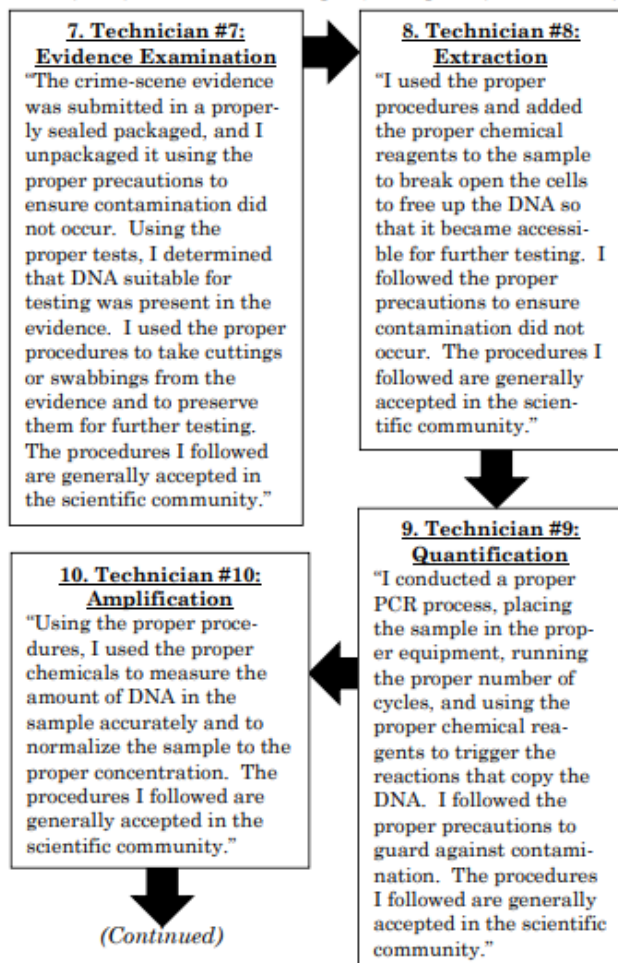 7. Technician #7:
Evidence Examination
“The crime-scene evidence
was submitted in a proper-
ly sealed packaged, and I
unpackaged it using the
proper precautions to
ensure contamination did
not occur. Using the
proper tests, I determined
that DNA suitable for
testing was present in the
evidence. I used the proper
procedures to take cuttings
or swabbings from the
evidence and to preserve
them for further testing.
The procedures I followed
are generally accepted in
the scientific community.”
8. Technician #8:
Extraction
“I used the proper
procedures and added
the proper chemical
reagents to the sample
to break open the cells
to free up the DNA so
that it became accessi-
ble for further testing. I
followed the proper
precautions to ensure
contamination did not
occur. The procedures I
followed are generally
accepted in the scien-
tific community.”
9. Technician #9:
Quantification
“I conducted a proper
PCR process, placing
the sample in the prop-
er equipment, running
the proper number of
cycles, and using the
proper chemical rea-
gents to trigger the
reactions that copy the
DNA. I followed the
proper precautions to
guard against contami-
nation. The procedures
I followed are generally
accepted in the scientific
community.”
10. Technician #10:
Amplification
“Using the proper proce-
dures, I used the proper
chemicals to measure the
amount of DNA in the
sample accurately and to
normalize the sample to the
proper concentration. The
procedures I followed are
generally accepted in the
scientific community.”
(Continued)